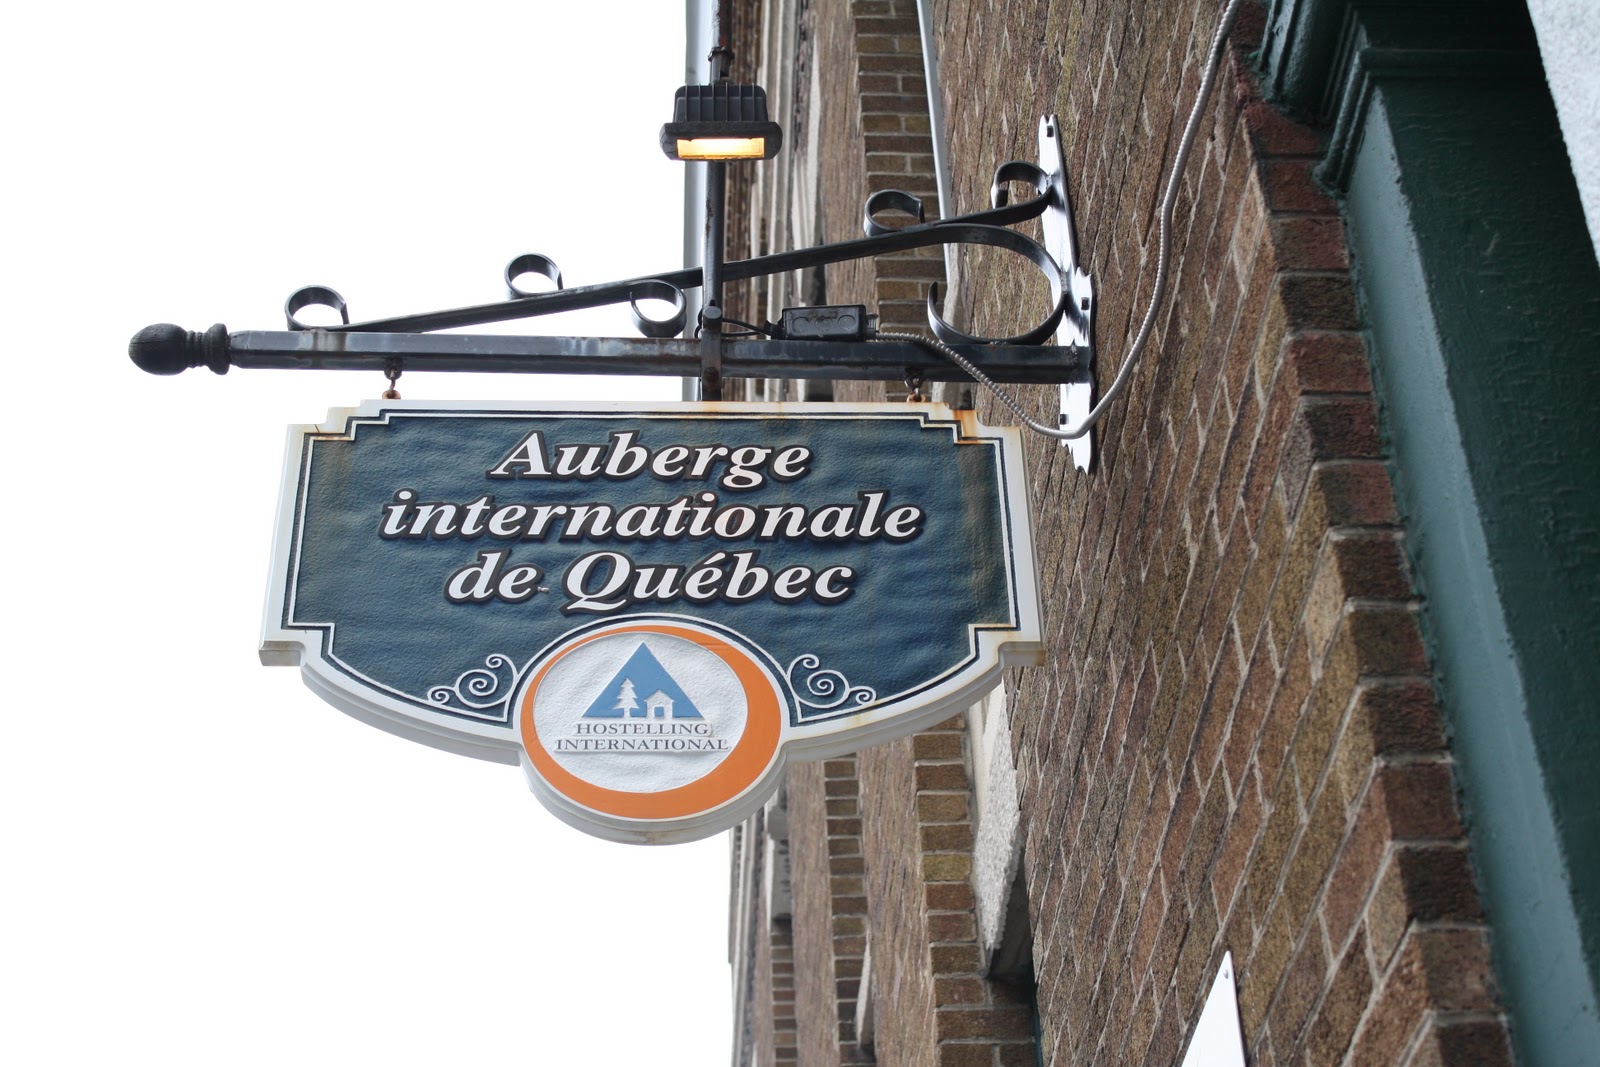 Auberge
internationale
de Québec
HOSTELLING
INTERNATIONAL